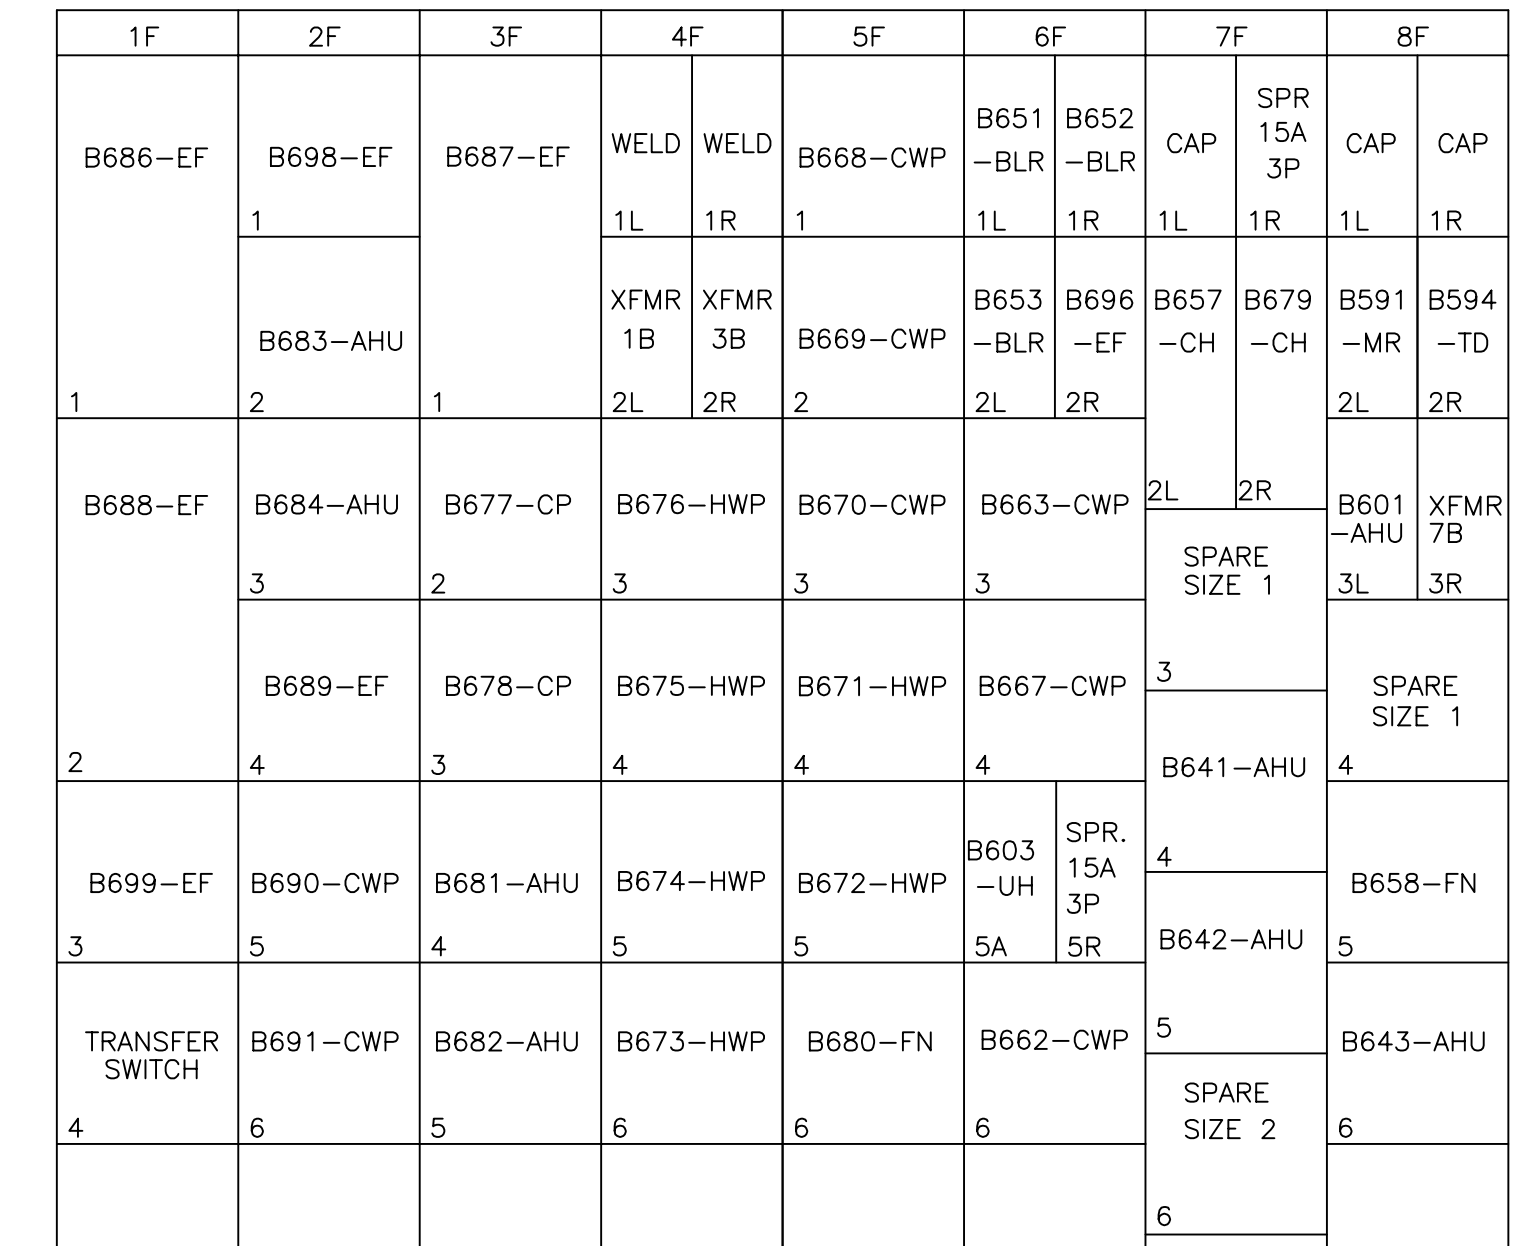 1F 2F 3F 4F 5F 6F 7F 8F
B686-EF
1
B688-EF
2
B699-EF
3
TRANSFER
SWITCH
4
B698-EF
1
B683-AHU
2
B684-AHU
3
B689-EF
4
B690-CWP
5
B691-CWP
6
B687-EF
1
B677-CP
2
B678-CP
3
B681-AHU
4
B682-AHU
5
WELD
1L
WELD
1R
XFMR
1B
2L
XFMR
3B
2R
B676-HWP
3
B675-HWP
4
B674-HWP
5
B673-HWP
6
B668-CWP
1
B669-CWP
2
B670-CWP
3
B671-HWP
4
B672-HWP
5
B680-FN
6
B651
-BLR
1L
B652
-BLR
1R
B653
-BLR
2L
B696
-EF
2R
B663-CWP
3
B667-CWP
4
B603
-UH
5A
SPR.
15A
3P
5R
B662-CWP
6
CAP
1L
SPR
15A
3P
1R
B657
-CH
2L
B679
-CH
2R
SPARE
SIZE 1
3
B641-AHU
4
B642-AHU
5
SPARE
SIZE 2
6
CAP
1L
CAP
1R
B591
-MR
2L
B594
-TD
2R
B601
-AHU
3L
XFMR
7B
3R
SPARE
SIZE 1
4
B658-FN
5
B643-AHU
6